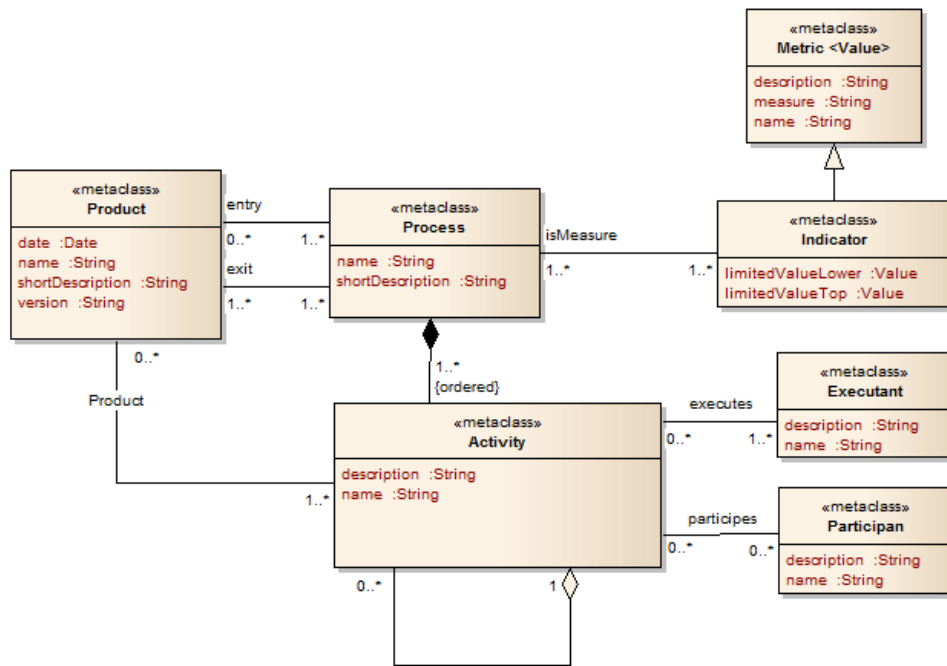 «metaclass»
Metric <Value>
description :String
measure :String
name :String
«metaclass»
Product
date :Date
name :String
shortDescription :String
version :String
entry
0..*
1..*
exit
1..*
1..*
«metaclass»
Process
name :String
shortDescription :String
isMeasure
1..*
1..*
«metaclass»
Indicator
limitedValueLower :Value
limitedValueTop :Value
0..*
Product
1..*
1..*
{ordered}
«metaclass»
Activity
description :String
name :String
executes
0..*
1..*
«metaclass»
Executant
description :String
name :String
participes
0..*
0..*
«metaclass»
Participan
description :String
name :String
0..*
1